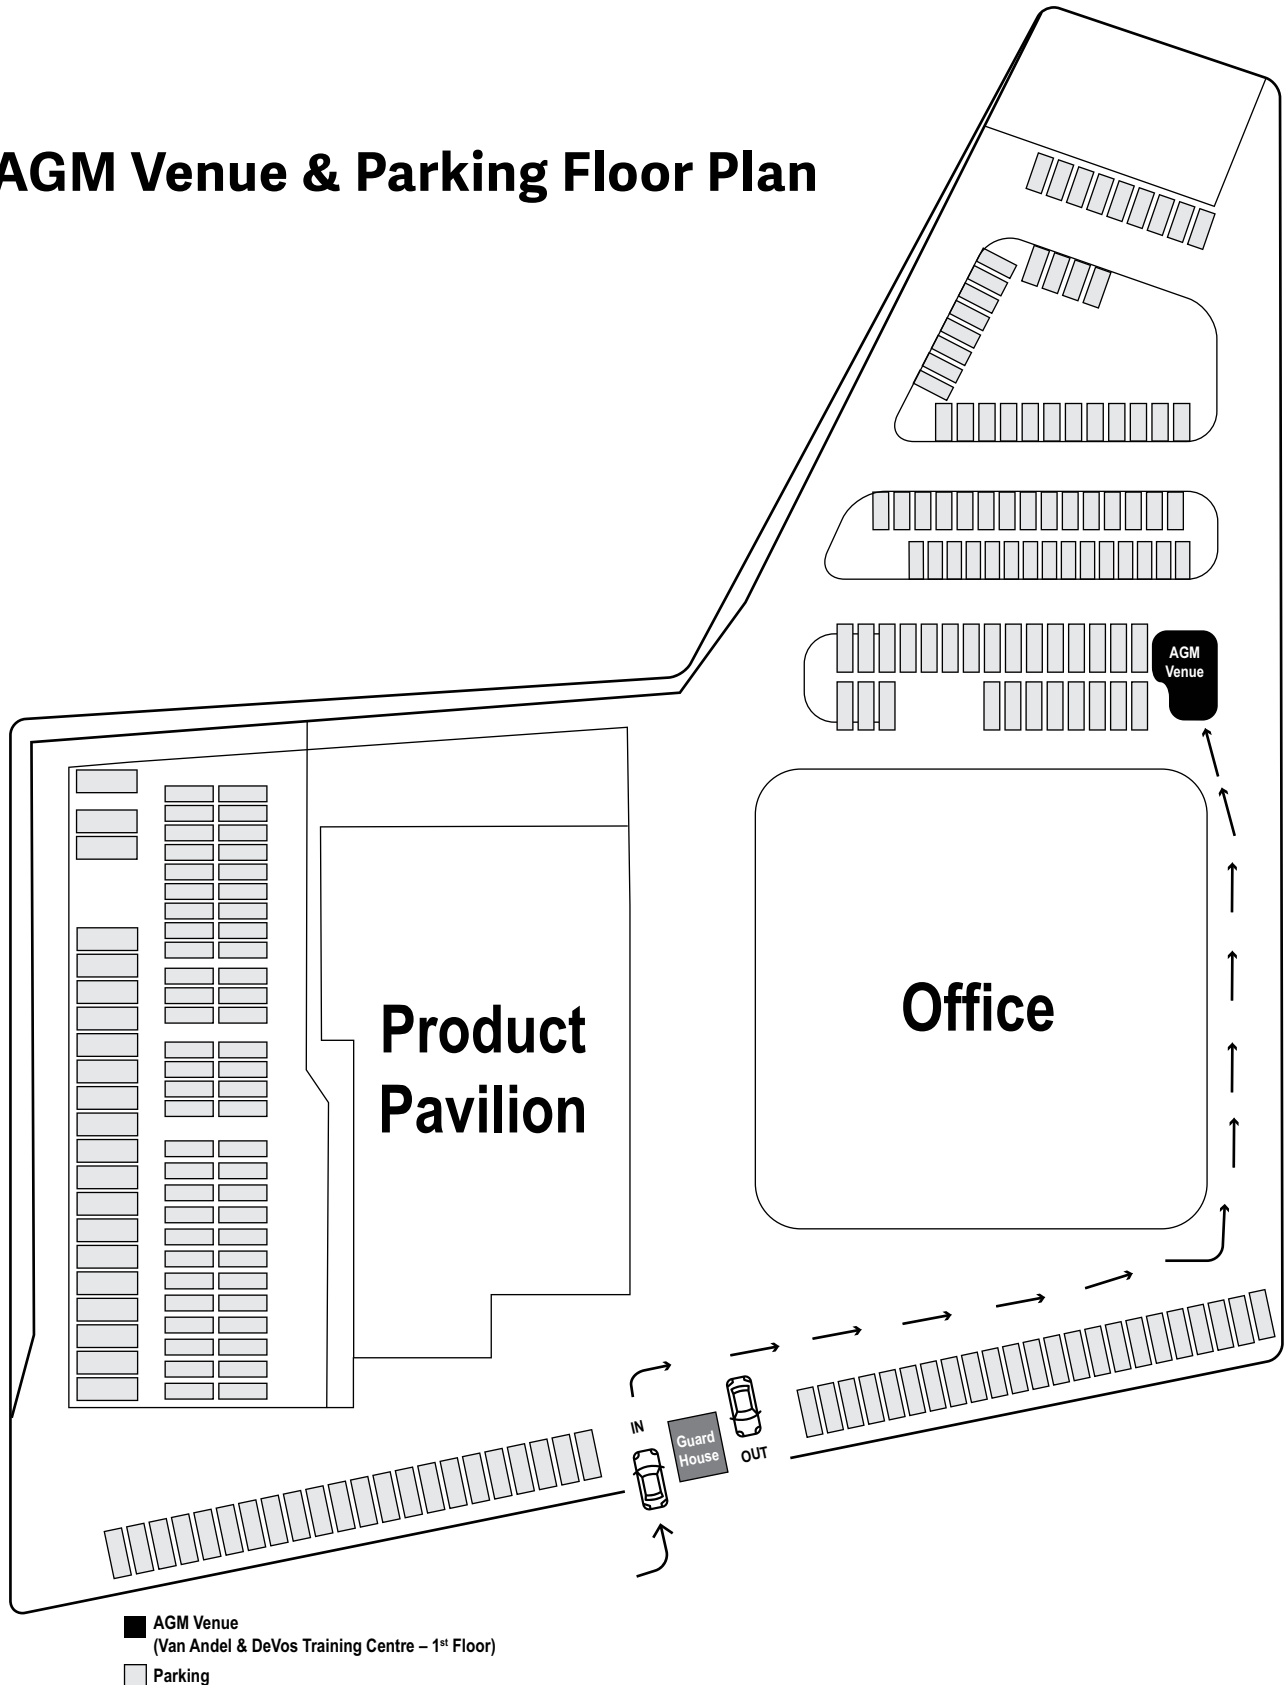 AGM Venue & Parking Floor Plan
AGM
Venue
Office
Product
Pavilion
IN
Guard
House
OUT
AGM Venue
(Van Andel & DeVos Training Centre – 1st Floor)
Parking